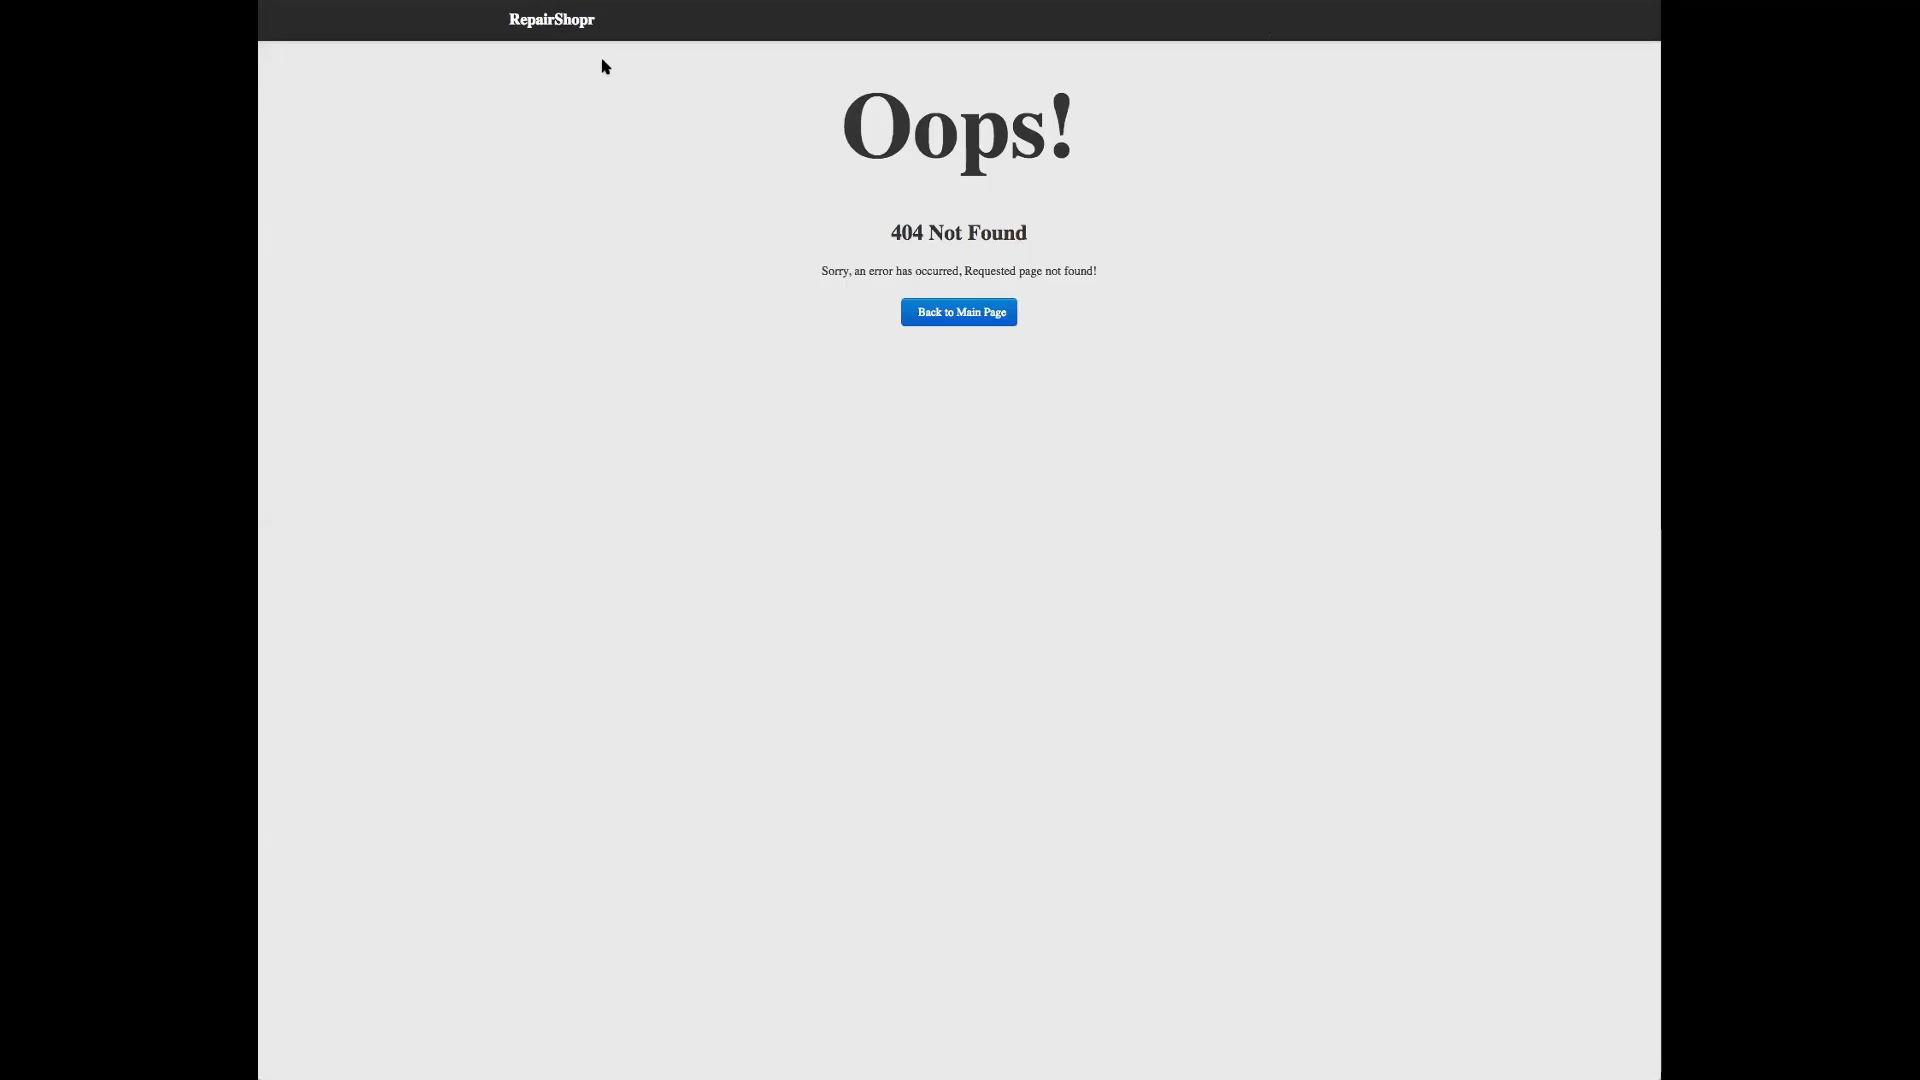 RepairShopr
Oops!
404 Not Found
Sorry, an error has occurred, Requested page not found!
Back to Main Page